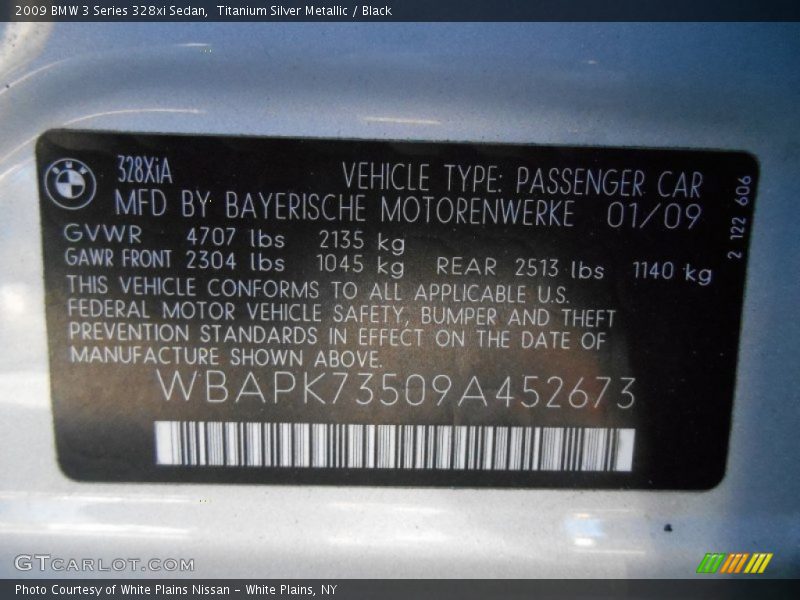 2009 BMW 3 Series 328xi Sedan,  Titanium Silver Metallic / Black
BMW
328XiA
VEHICLE TYPE: PASSENGER CAR
MFD BY BAYERISCHE MOTORENWERKE 01/09
GVWR 4707 lbs 2135 kg
GAWR FRONT 2304 lbs 1045 kg REAR 2513 lbs 1140 kg
THIS VEHICLE CONFORMS TO ALL APPLICABLE U.S.
FEDERAL MOTOR VEHICLE SAFETY, BUMPER AND THEFT
PREVENTION STANDARDS IN EFFECT ON THE DATE OF
MANUFACTURE SHOWN ABOVE.
WBAPK73509A452673
2 122 606
GTCARLOT.COM
Photo Courtesy of White Plains Nissan - White Plains, NY